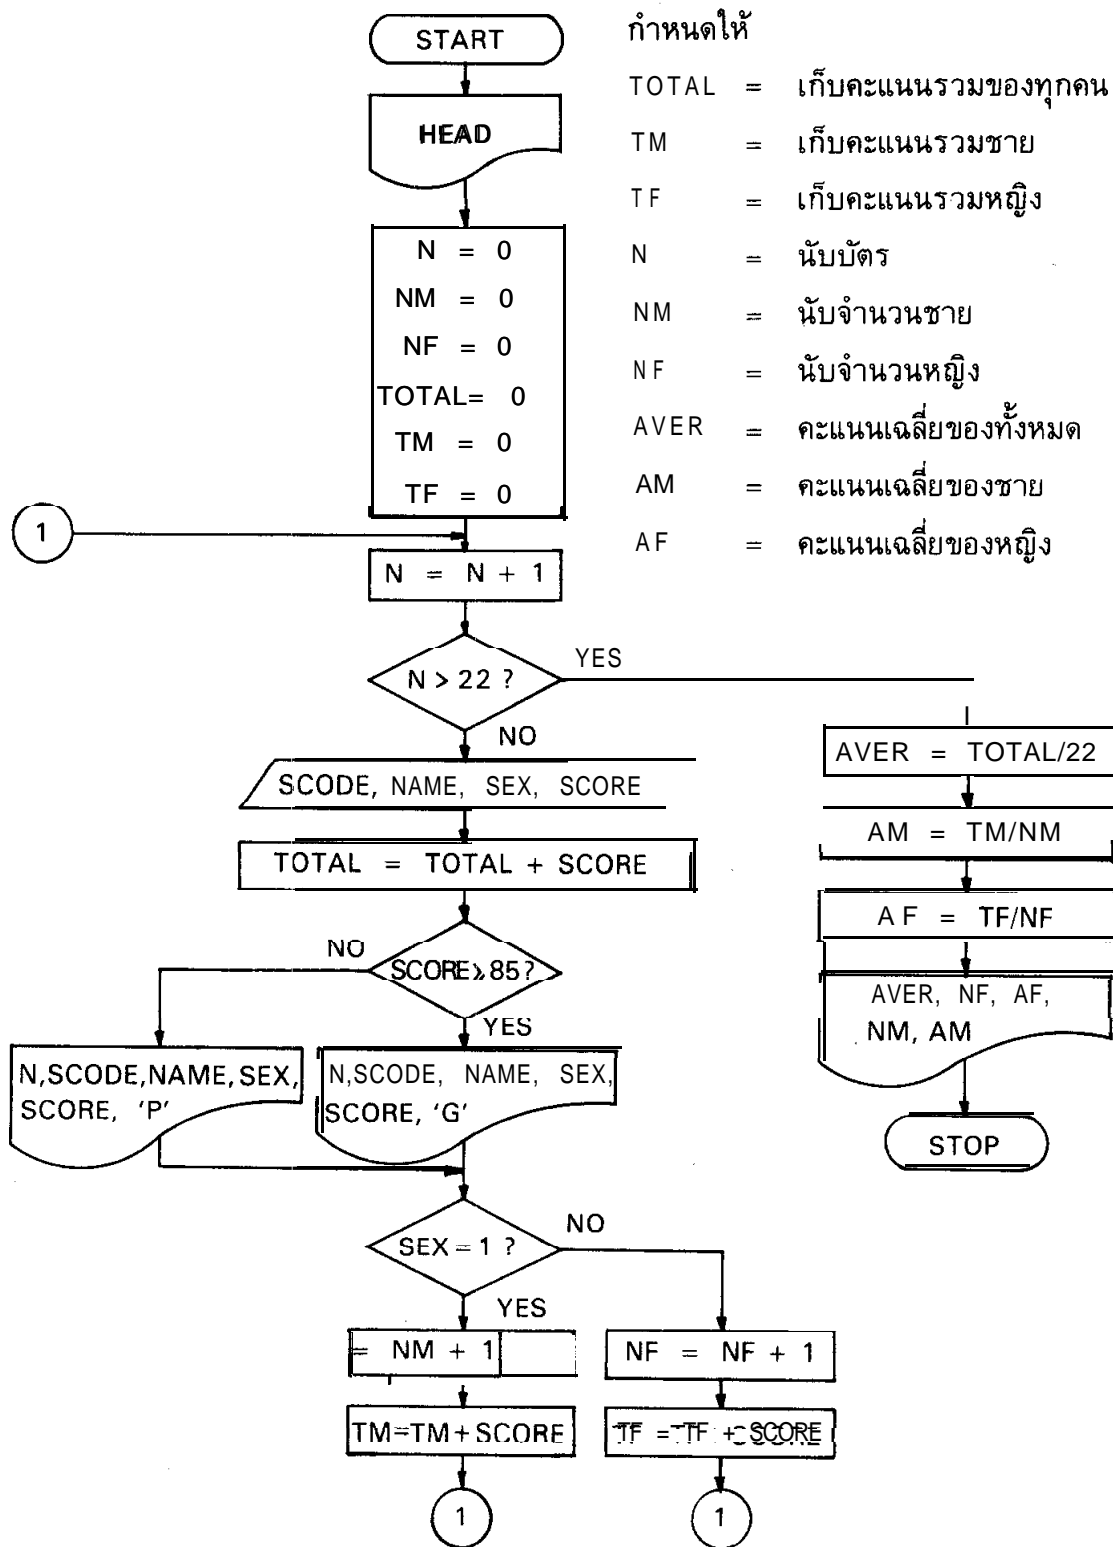 START
HEAD
N = 0
NM = 0
NF = 0
TOTAL= 0
TM = 0
TF = 0
กำหนดให้
TOTAL = เก็บคะแนนรวมของทุกคน
TM = เก็บคะแนนรวมชาย
TF = เก็บคะแนนรวมหญิง
N = นับบัตร
NM = นับจำนวนชาย
NF = นับจำนวนหญิง
AVER = คะแนนเฉลี่ยของทั้งหมด
AM = คะแนนเฉลี่ยของชาย
AF = คะแนนเฉลี่ยของหญิง
1
N = N + 1
N > 22 ?
YES
NO
SCODE, NAME, SEX, SCORE
TOTAL = TOTAL + SCORE
SCORE≥85?
NO
YES
N,SCODE,NAME,SEX,
SCORE, 'P'
N,SCODE, NAME, SEX,
SCORE, 'G'
AVER = TOTAL/22
AM = TM/NM
AF = TF/NF
AVER, NF, AF,
NM, AM
STOP
SEX = 1 ?
NO
YES
= NM + 1
TM=TM+SCORE
1
NF = NF + 1
TF = TF + SCORE
1